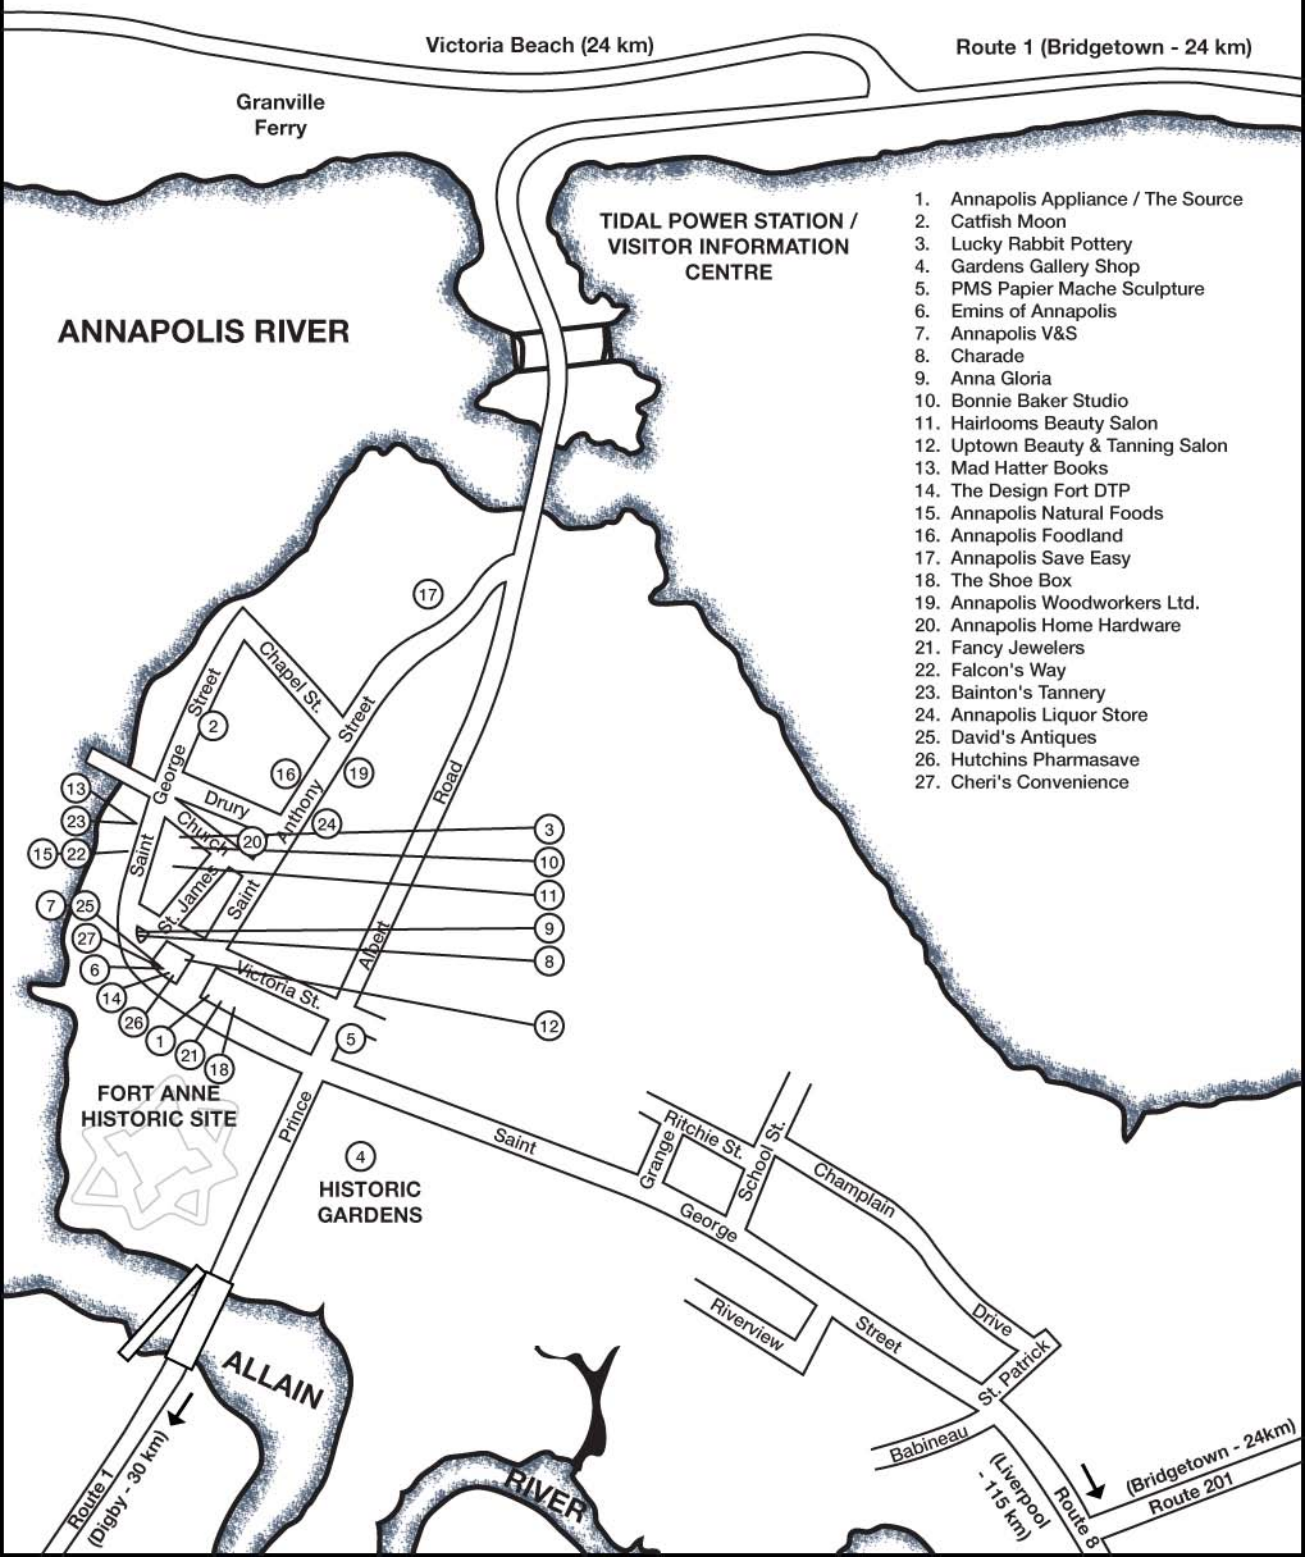 Victoria Beach (24 km)
Route 1 (Bridgetown - 24 km)
Granville
Ferry
TIDAL POWER STATION /
VISITOR INFORMATION
CENTRE
ANNAPOLIS RIVER
1. Annapolis Appliance / The Source
2. Catfish Moon
3. Lucky Rabbit Pottery
4. Gardens Gallery Shop
5. PMS Papier Mache Sculpture
6. Emins of Annapolis
7. Annapolis V&S
8. Charade
9. Anna Gloria
10. Bonnie Baker Studio
11. Hairlooms Beauty Salon
12. Uptown Beauty & Tanning Salon
13. Mad Hatter Books
14. The Design Fort DTP
15. Annapolis Natural Foods
16. Annapolis Foodland
17. Annapolis Save Easy
18. The Shoe Box
19. Annapolis Woodworkers Ltd.
20. Annapolis Home Hardware
21. Fancy Jewelers
22. Falcon's Way
23. Bainton's Tannery
24. Annapolis Liquor Store
25. David's Antiques
26. Hutchins Pharmasave
27. Cheri's Convenience
17
Chapel St.
Saint George Street
2
Saint Anthony Street
16
19
Prince Albert Road
13
Drury
24
23
Church
20
3
15
22
10
St. James
11
7
25
9
27
8
6
Victoria St.
14
26
12
1
5
21
18
FORT ANNE
HISTORIC SITE
4
HISTORIC
GARDENS
Saint George Street
Ritchie St.
Grange
School St.
Champlain Drive
Riverview
St. Patrick
Babineau
ALLAIN
RIVER
Route 1
(Digby - 30 km)
(Liverpool
- 115 km)
Route 8
(Bridgetown - 24km)
Route 201